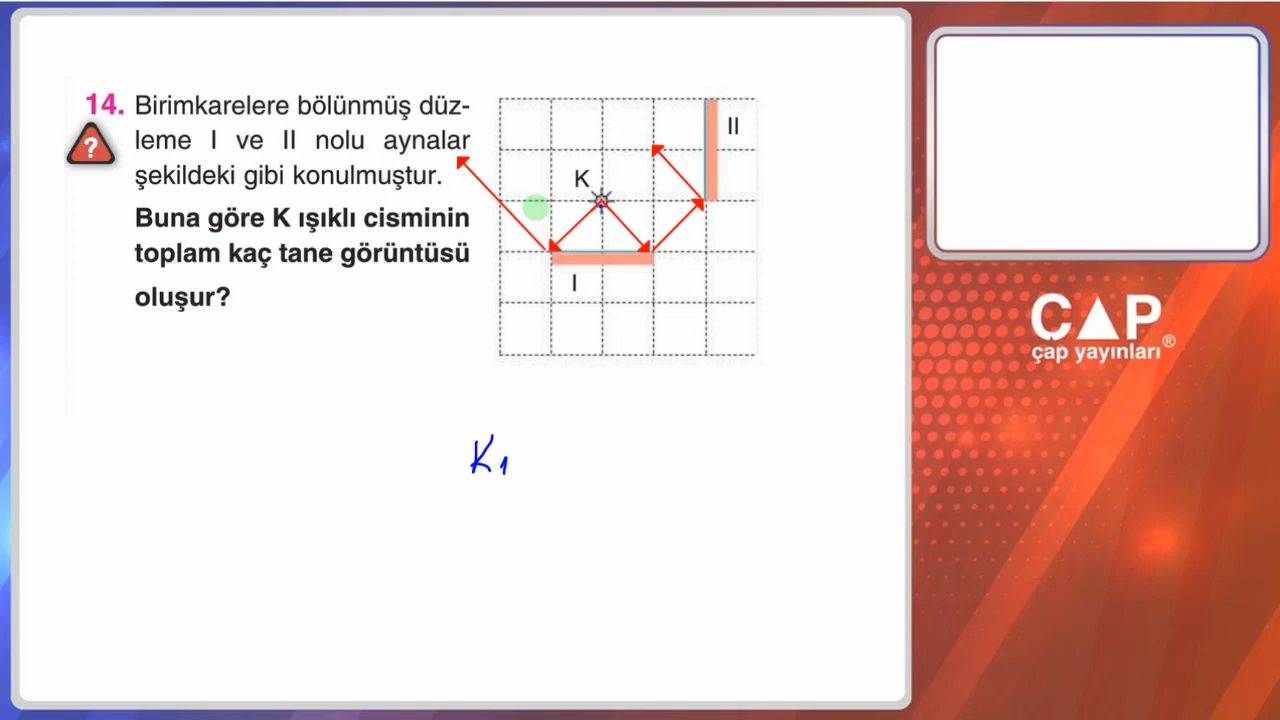 14. Birimkarelere bölünmüş düz-
leme I ve II nolu aynalar
şekildeki gibi konulmuştur.
Buna göre K ışıklı cisminin
toplam kaç tane görüntüsü
oluşur?
?
II
K
I
K1
ÇAP
çap yayınları®